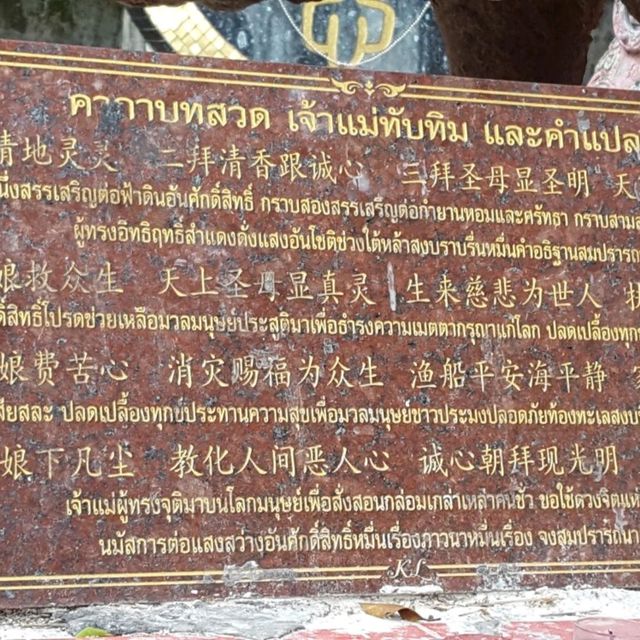 คาถาบทสวด เจ้าแม่ทับทิม และคำแปล
清地灵灵 二拜清香跟诚心 三拜圣母显圣明 天
นึ่งสรรเสริญต่อฟ้าดินอันศักดิ์สิทธิ์ กราบสองสรรเสริญต่อกำยานหอมและศรัทธา กราบสาม
ผู้ทรงอิทธิฤทธิ์สำแดงดั่งแสงอันโชติช่วงใต้หล้าสงบราบรื่นหมื่นคำอธิฐานสมปรารถ
娘救众生 天上圣母显真灵 生来慈悲为世人
ดิ์สิทธิ์โปรดช่วยเหลือมวลมนุษย์ประสูติมาเพื่อธำรงความเมตตากรุณาแก่โลก ปลดเปลื้องทุก
娘费苦心 消灾赐福为众生 渔船平安海平静
สียสละ ปลดเปลื้องทุกข์ประทานความสุขเพื่อมวลมนุษย์ชาวประมงปลอดภัยท้องทะเลสงบ
娘下凡尘 教化人间恶人心 诚心朝拜现光明
เจ้าแม่ผู้ทรงจุติมาบนโลกมนุษย์เพื่อสั่งสอนกล่อมเกลาเหล่าคนชั่ว ขอใช้ดวงจิต
นมัสการต่อแสงสว่างอันศักดิ์สิทธิ์หมื่นเรื่องภาวนาหมื่นเรื่อง จงสมปรารถนา